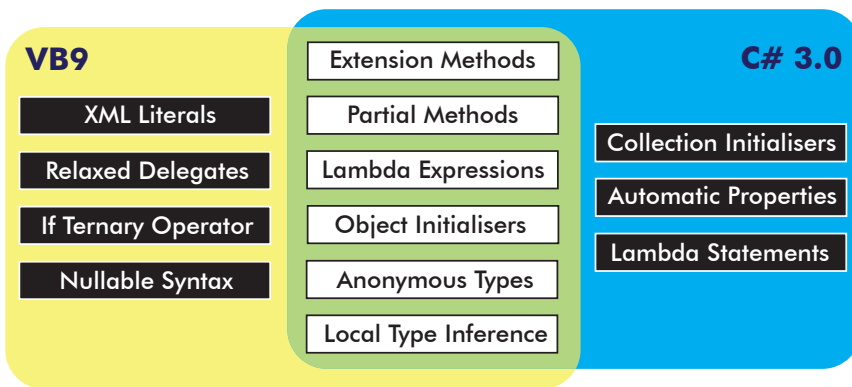 VB9
XML Literals
Relaxed Delegates
If Ternary Operator
Nullable Syntax
Extension Methods
Partial Methods
Lambda Expressions
Object Initialisers
Anonymous Types
Local Type Inference
C# 3.0
Collection Initialisers
Automatic Properties
Lambda Statements